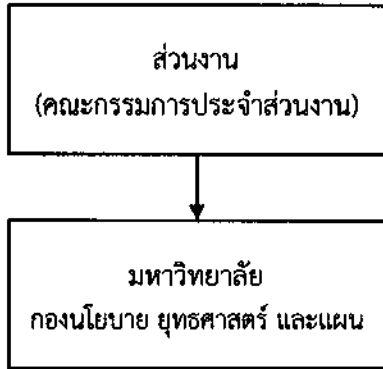 ส่วนงาน
(คณะกรรมการประจำส่วนงาน)
มหาวิทยาลัย
กองนโยบาย ยุทธศาสตร์ และแผน